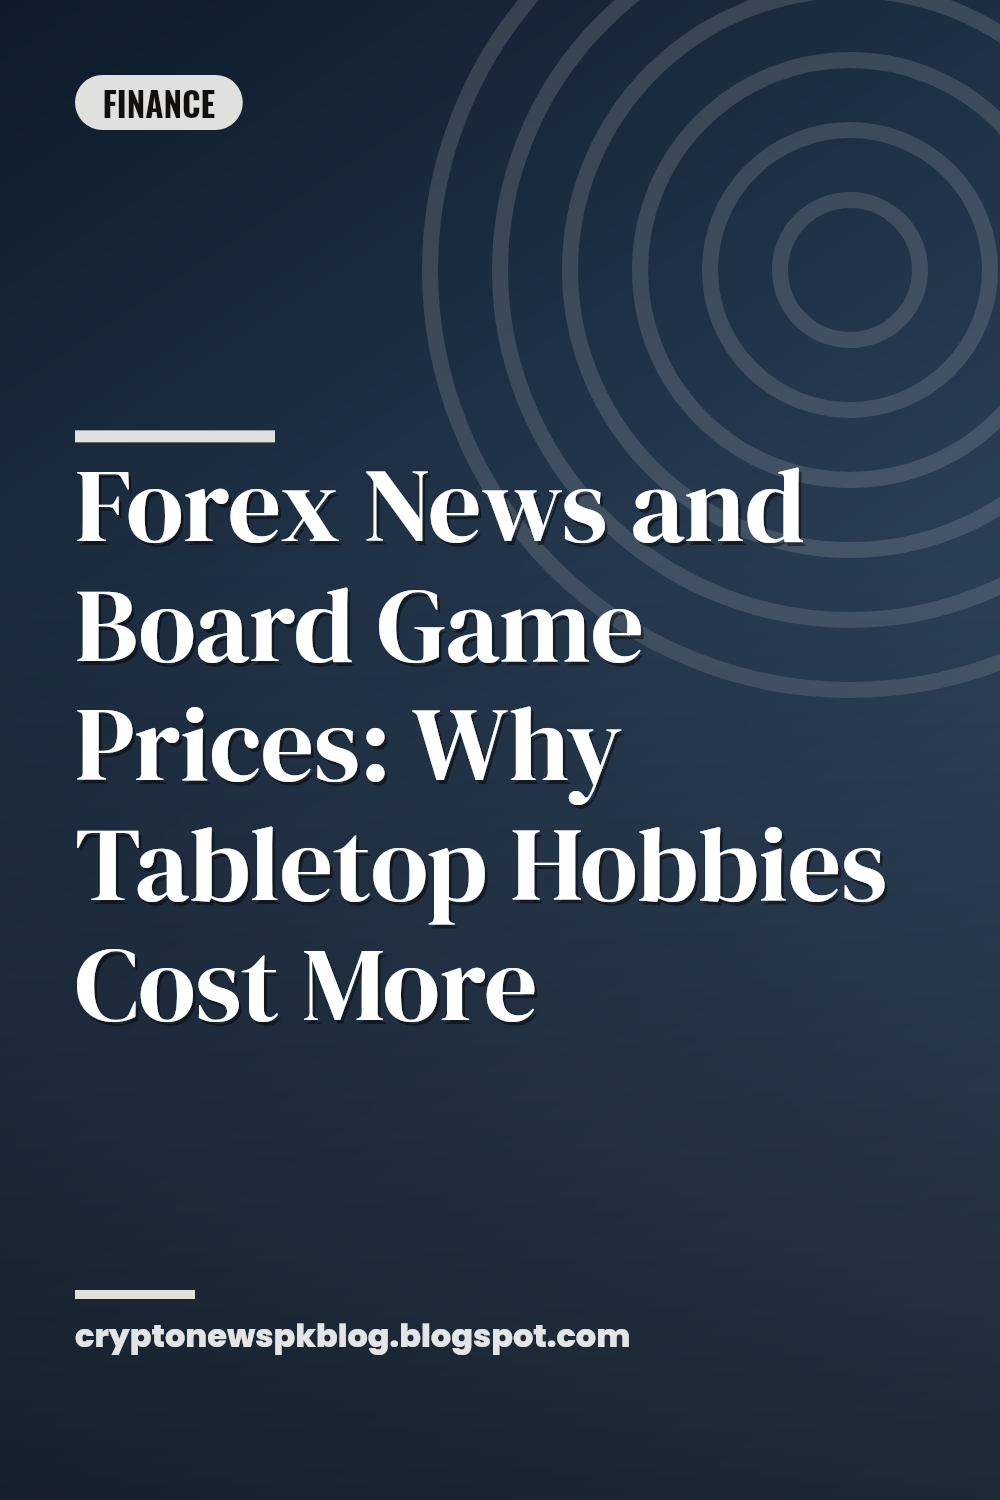 FINANCE
Forex News and
Board Game
Prices: Why
Tabletop Hobbies
Cost More
cryptonewspkblog.blogspot.com